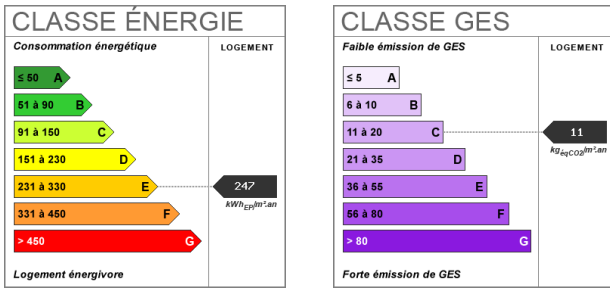 CLASSE ÉNERGIE
Consommation énergétique
LOGEMENT
≤ 50 A
51 à 90 B
91 à 150 C
151 à 230 D
231 à 330 E
247
kWhEP/m².an
331 à 450 F
> 450 G
Logement énergivore
CLASSE GES
Faible émission de GES
LOGEMENT
≤ 5 A
6 à 10 B
11 à 20 C
11
kgéqCO2/m².an
21 à 35 D
36 à 55 E
56 à 80 F
> 80 G
Forte émission de GES